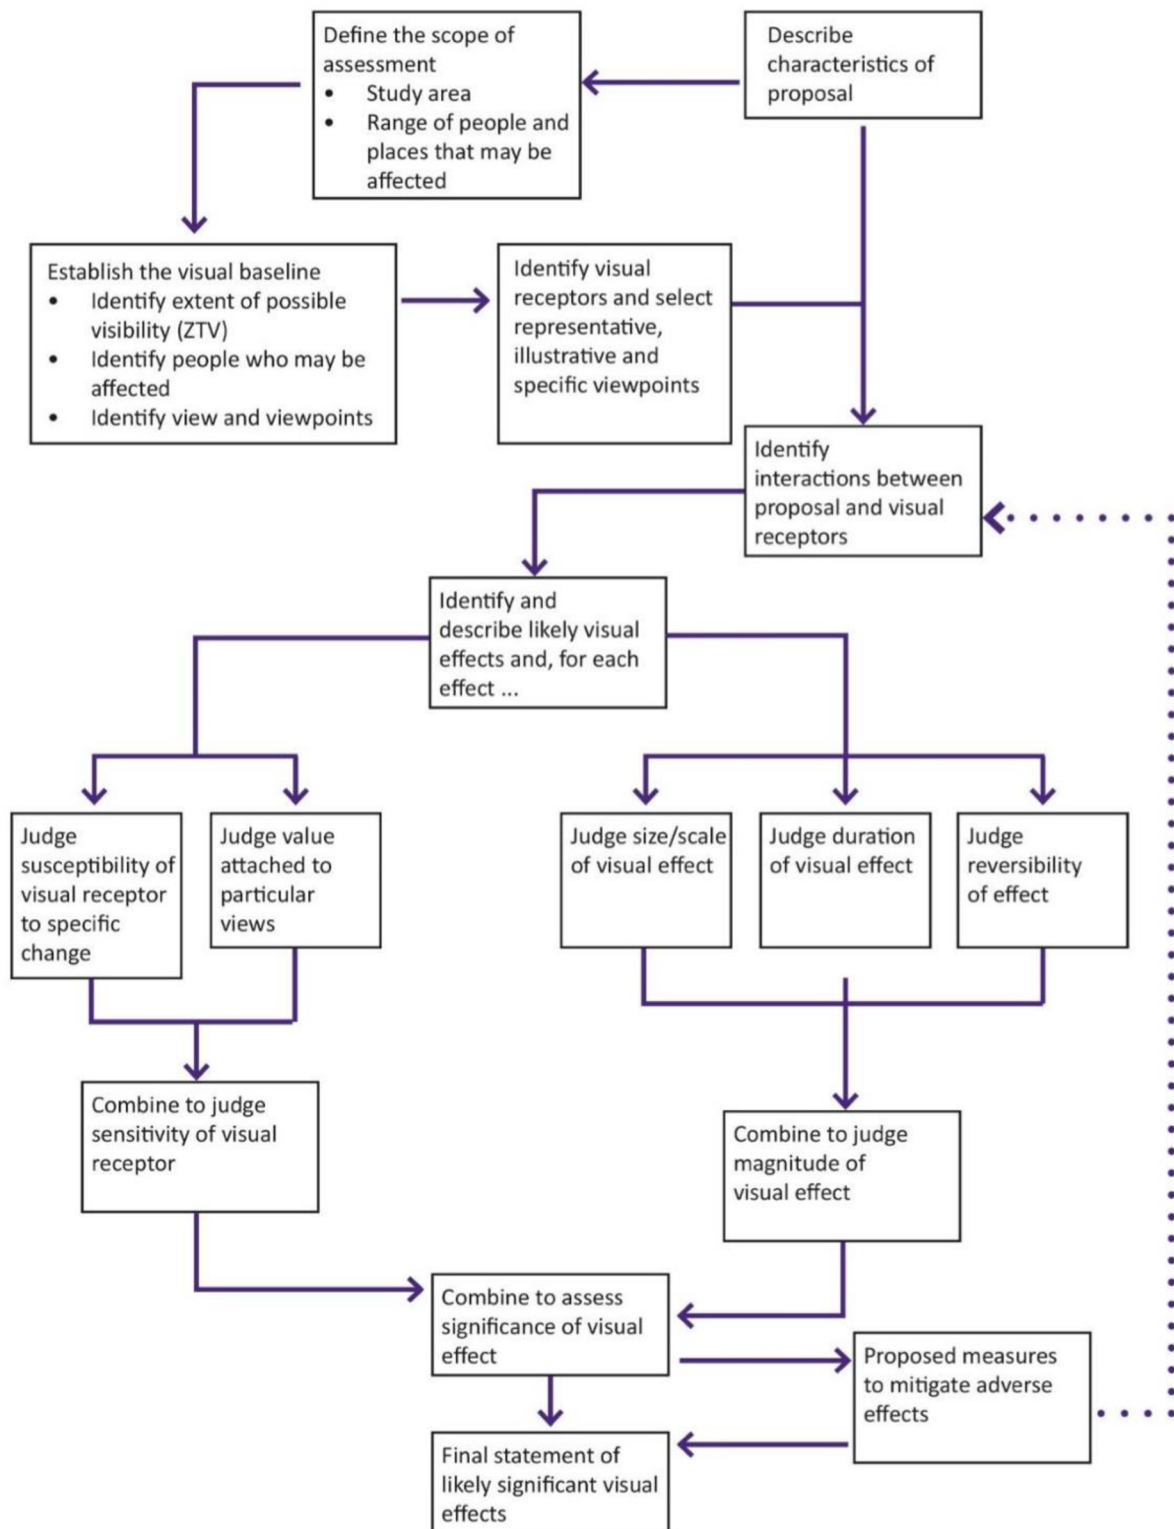 Define the scope of
assessment
• Study area
• Range of people and
places that may be
affected
Describe
characteristics of
proposal
Establish the visual baseline
• Identify extent of possible
visibility (ZTV)
• Identify people who may be
affected
• Identify view and viewpoints
Identify visual
receptors and select
representative,
illustrative and
specific viewpoints
Identify
interactions between
proposal and visual
receptors
Identify and
describe likely visual
effects and, for each
effect ...
Judge
susceptibility of
visual receptor
to specific
change
Judge value
attached to
particular
views
Judge size/scale
of visual effect
Judge duration
of visual effect
Judge
reversibility
of effect
Combine to judge
sensitivity of visual
receptor
Combine to judge
magnitude of
visual effect
Combine to assess
significance of visual
effect
Proposed measures
to mitigate adverse
effects
Final statement of
likely significant visual
effects